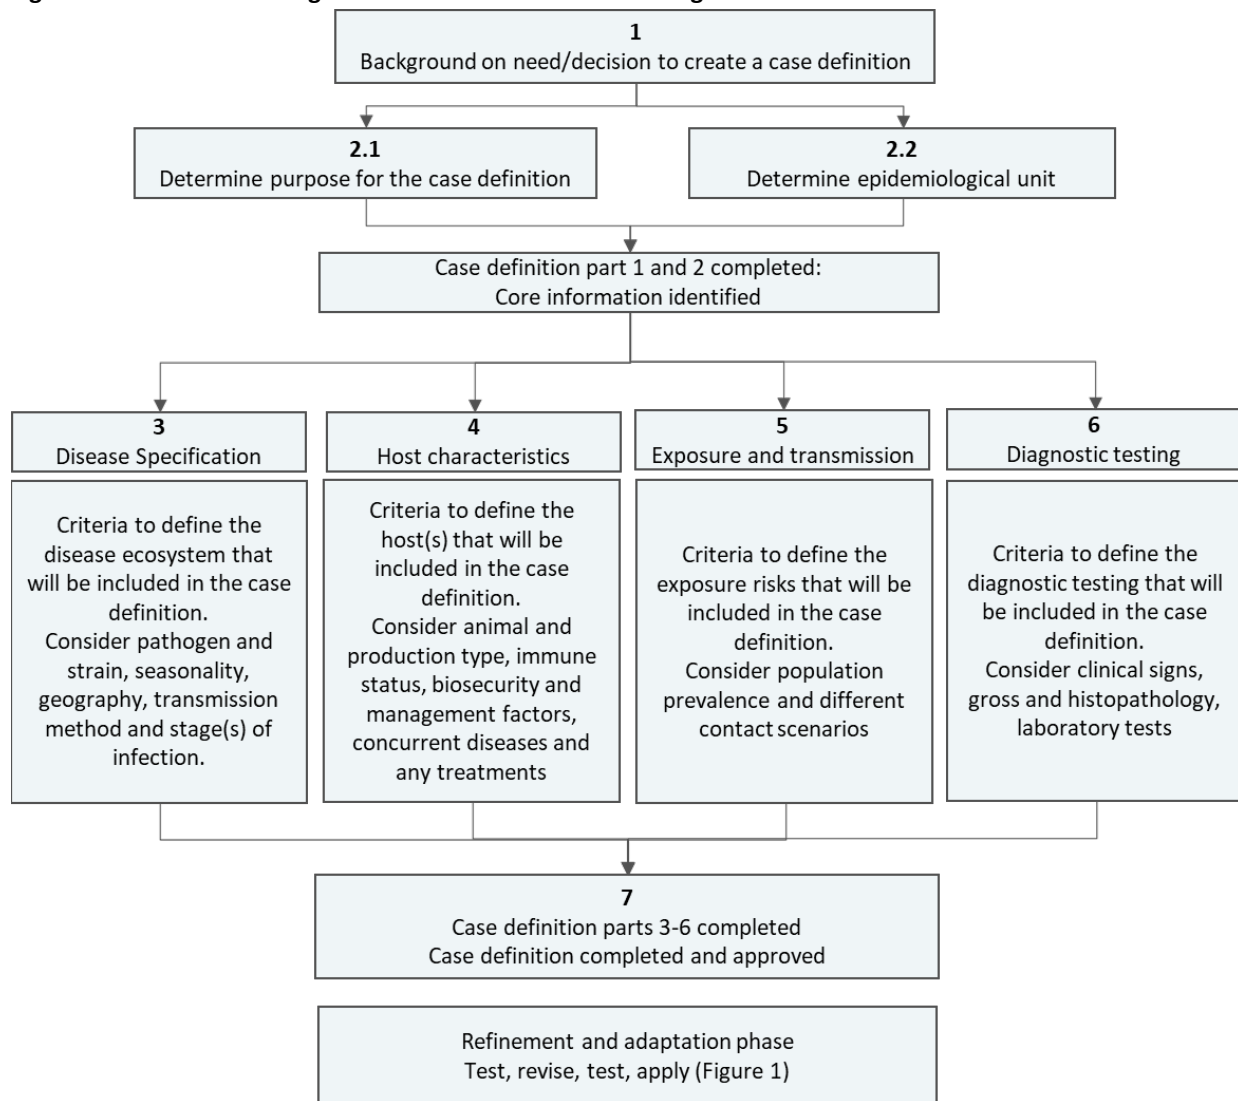 1
Background on need/decision to create a case definition
2.1
Determine purpose for the case definition
2.2
Determine epidemiological unit
Case definition part 1 and 2 completed:
Core information identified
3
Disease Specification
4
Host characteristics
5
Exposure and transmission
6
Diagnostic testing
Criteria to define the
disease ecosystem that
will be included in the case
definition.
Consider pathogen and
strain, seasonality,
geography, transmission
method and stage(s) of
infection.
Criteria to define the
host(s) that will be
included in the case
definition.
Consider animal and
production type, immune
status, biosecurity and
management factors,
concurrent diseases and
any treatments
Criteria to define the
exposure risks that will be
included in the case
definition.
Consider population
prevalence and different
contact scenarios
Criteria to define the
diagnostic testing that will
be included in the case
definition.
Consider clinical signs,
gross and histopathology,
laboratory tests
7
Case definition parts 3-6 completed
Case definition completed and approved
Refinement and adaptation phase
Test, revise, test, apply (Figure 1)